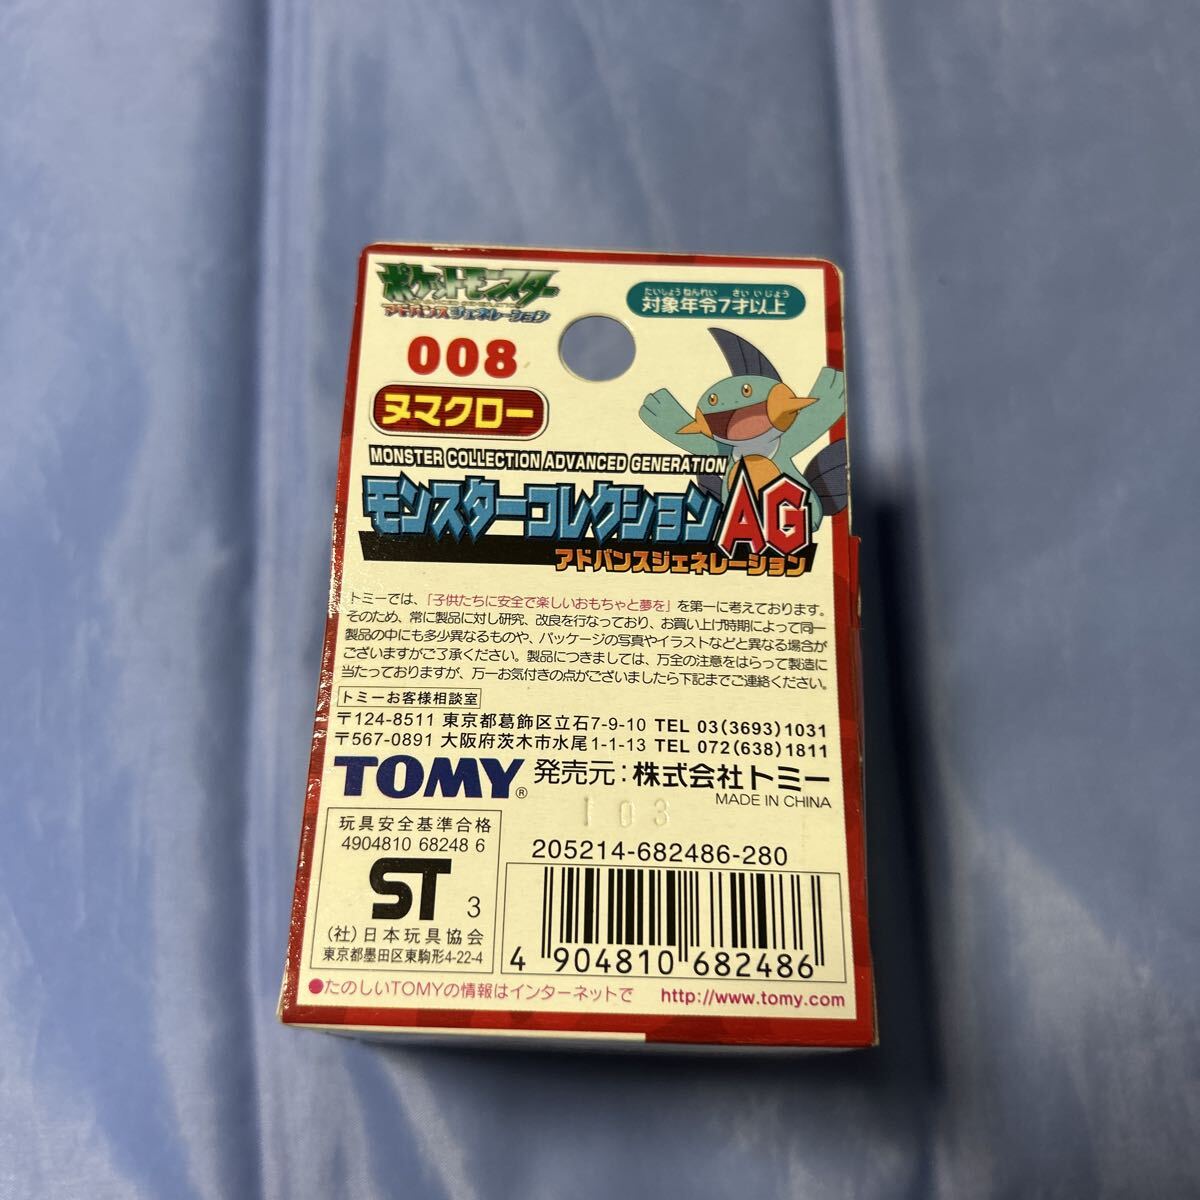 ポケットモンスター
アドバンスジェネレーション
たいしょうねんれい さいいじょう
対象年令7才以上
008
ヌマクロー
MONSTER COLLECTION ADVANCED GENERATION
モンスターコレクションAG
アドバンスジェネレーション
トミーでは、「子供たちに安全で楽しいおもちゃと夢を」を第一に考えております。
そのため、常に製品に対し研究、改良を行なっており、お買い上げ時期によって同一
製品の中にも多少異なるものや、パッケージの写真やイラストなどと異なる場合が
ございますがご了承ください。製品につきましては、万全の注意をはらって製造に
当たっておりますが、万一お気付きの点がございましたら下記までご連絡ください。
トミーお客様相談室
〒124-8511 東京都葛飾区立石7-9-10 TEL 03(3693)1031
〒567-0891 大阪府茨木市水尾1-1-13 TEL 072(638)1811
TOMY® 発売元:株式会社トミー
MADE IN CHINA
103
玩具安全基準合格
4904810 68248 6
ST 3
(社)日本玩具協会
東京都墨田区東駒形4-22-4
205214-682486-280
4 904810 682486
●たのしいTOMYの情報はインターネットで http://www.tomy.com